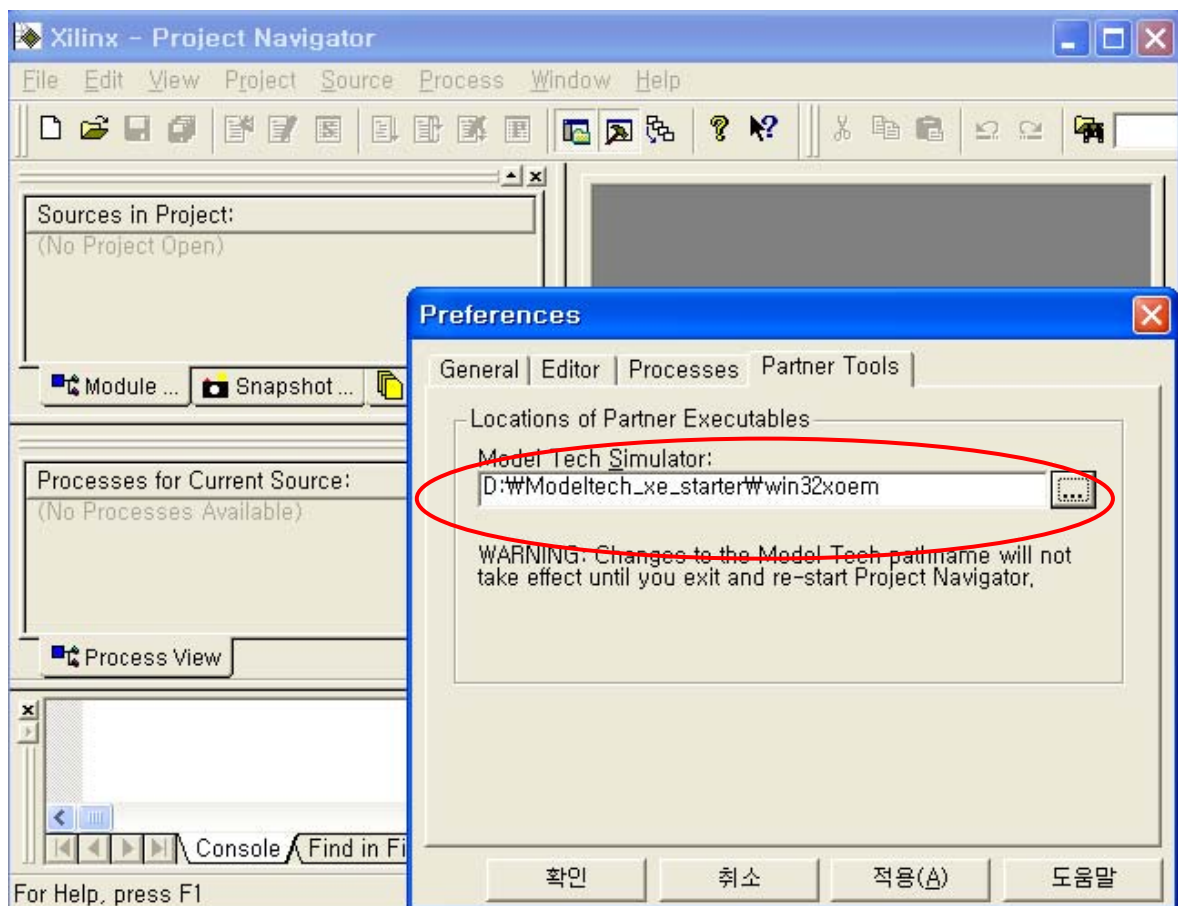 Xilinx - Project Navigator
File Edit View Project Source Process Window Help
Sources in Project:
(No Project Open)
Module ... Snapshot ...
Preferences
General Editor Processes Partner Tools
Locations of Partner Executables
Model Tech Simulator:
D:₩Modeltech_xe_starter₩win32xoem
...
WARNING: Changes to the Model Tech pathname will not
take effect until you exit and re-start Project Navigator.
Processes for Current Source:
(No Processes Available)
Process View
Console Find in Fi
확인 취소 적용(A) 도움말
For Help, press F1